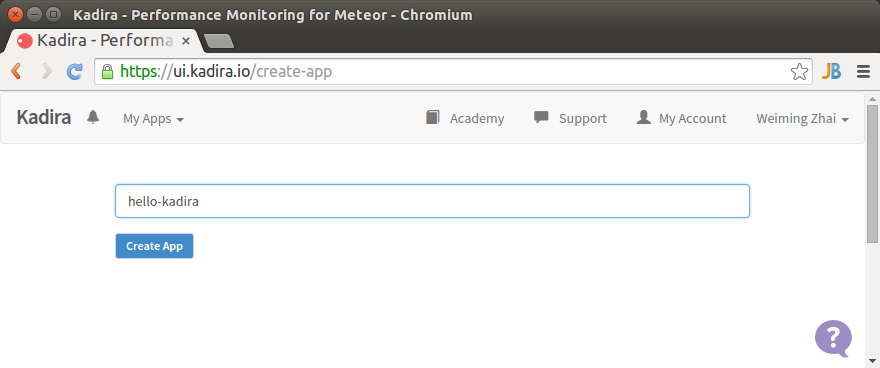 Kadira - Performance Monitoring for Meteor - Chromium
Kadira - Performa
https://ui.kadira.io/create-app
JB
Kadira My Apps Academy Support My Account Weiming Zhai
hello-kadira
Create App
?